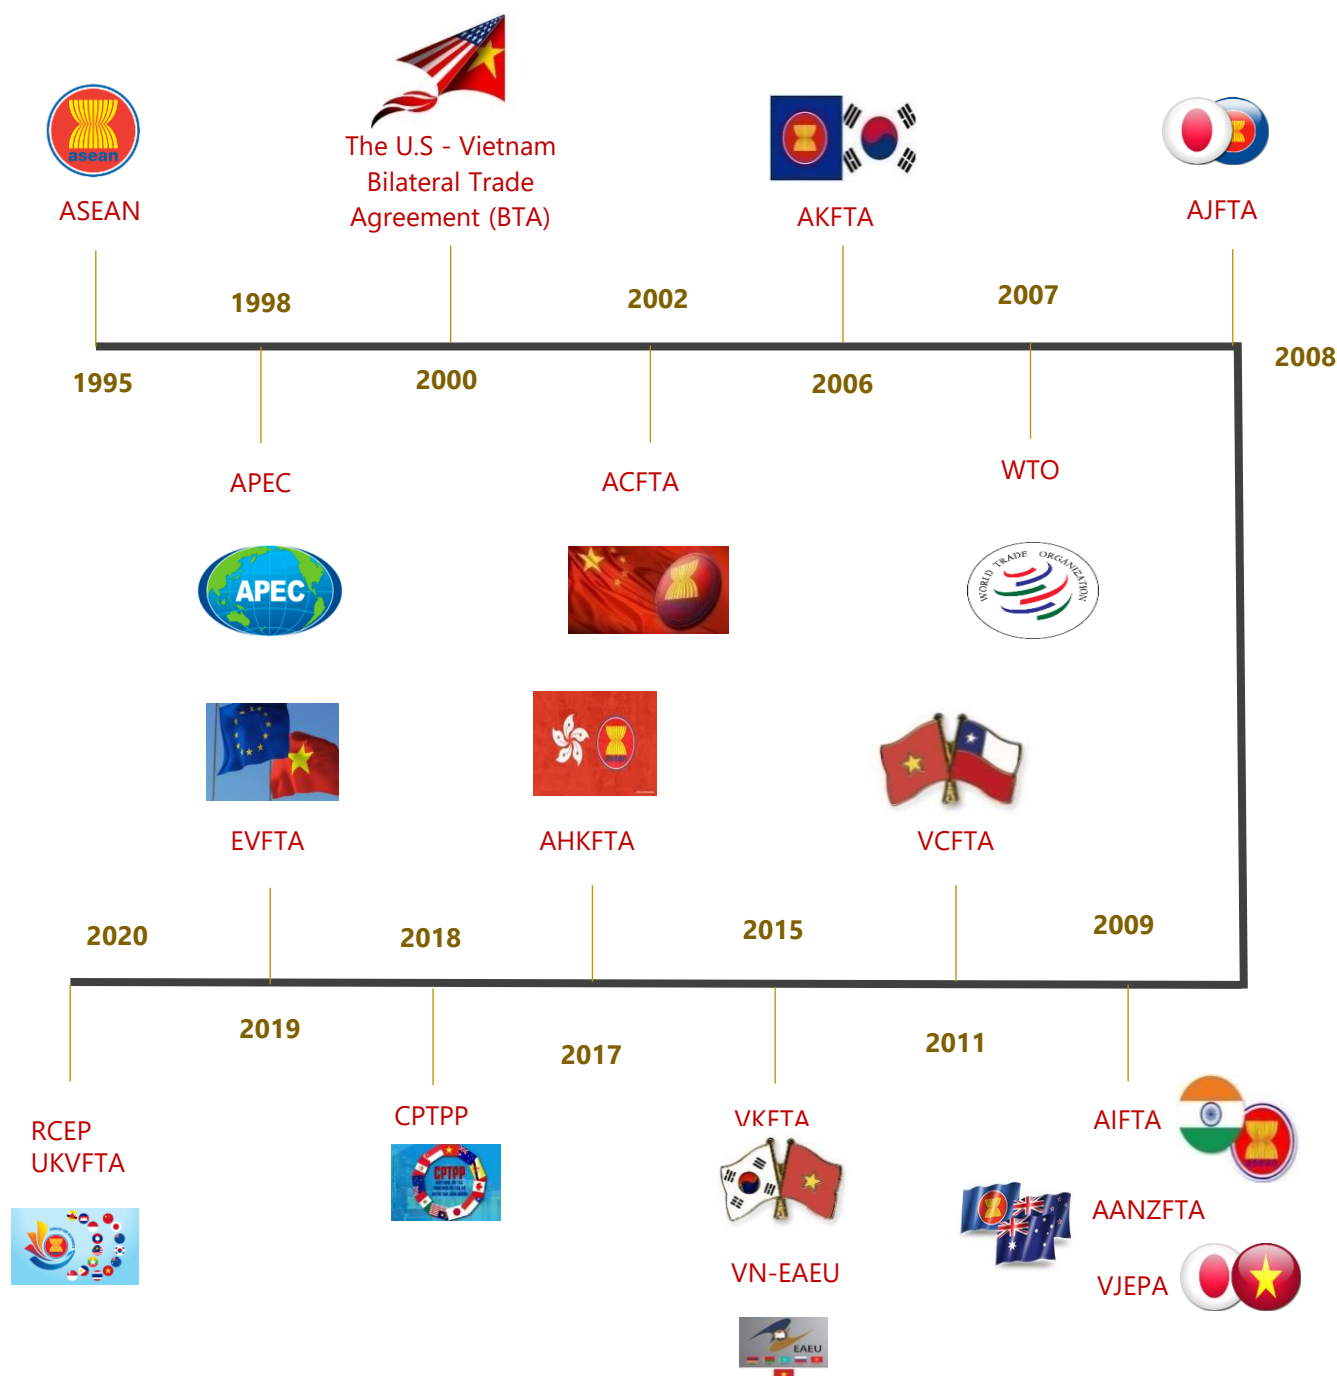 asean
ASEAN
The U.S - Vietnam
Bilateral Trade
Agreement (BTA)
AKFTA
AJFTA
1998
2002
2007
1995
2000
2006
2008
APEC
ACFTA
WTO
APEC
WORLD TRADE ORGANIZATION
asean
EVFTA
AHKFTA
VCFTA
2020
2018
2015
2009
2019
2017
2011
RCEP
UKVFTA
CPTPP
CPTPP
VKFTA
AIFTA
AANZFTA
VN-EAEU
VJEPA
EAEU